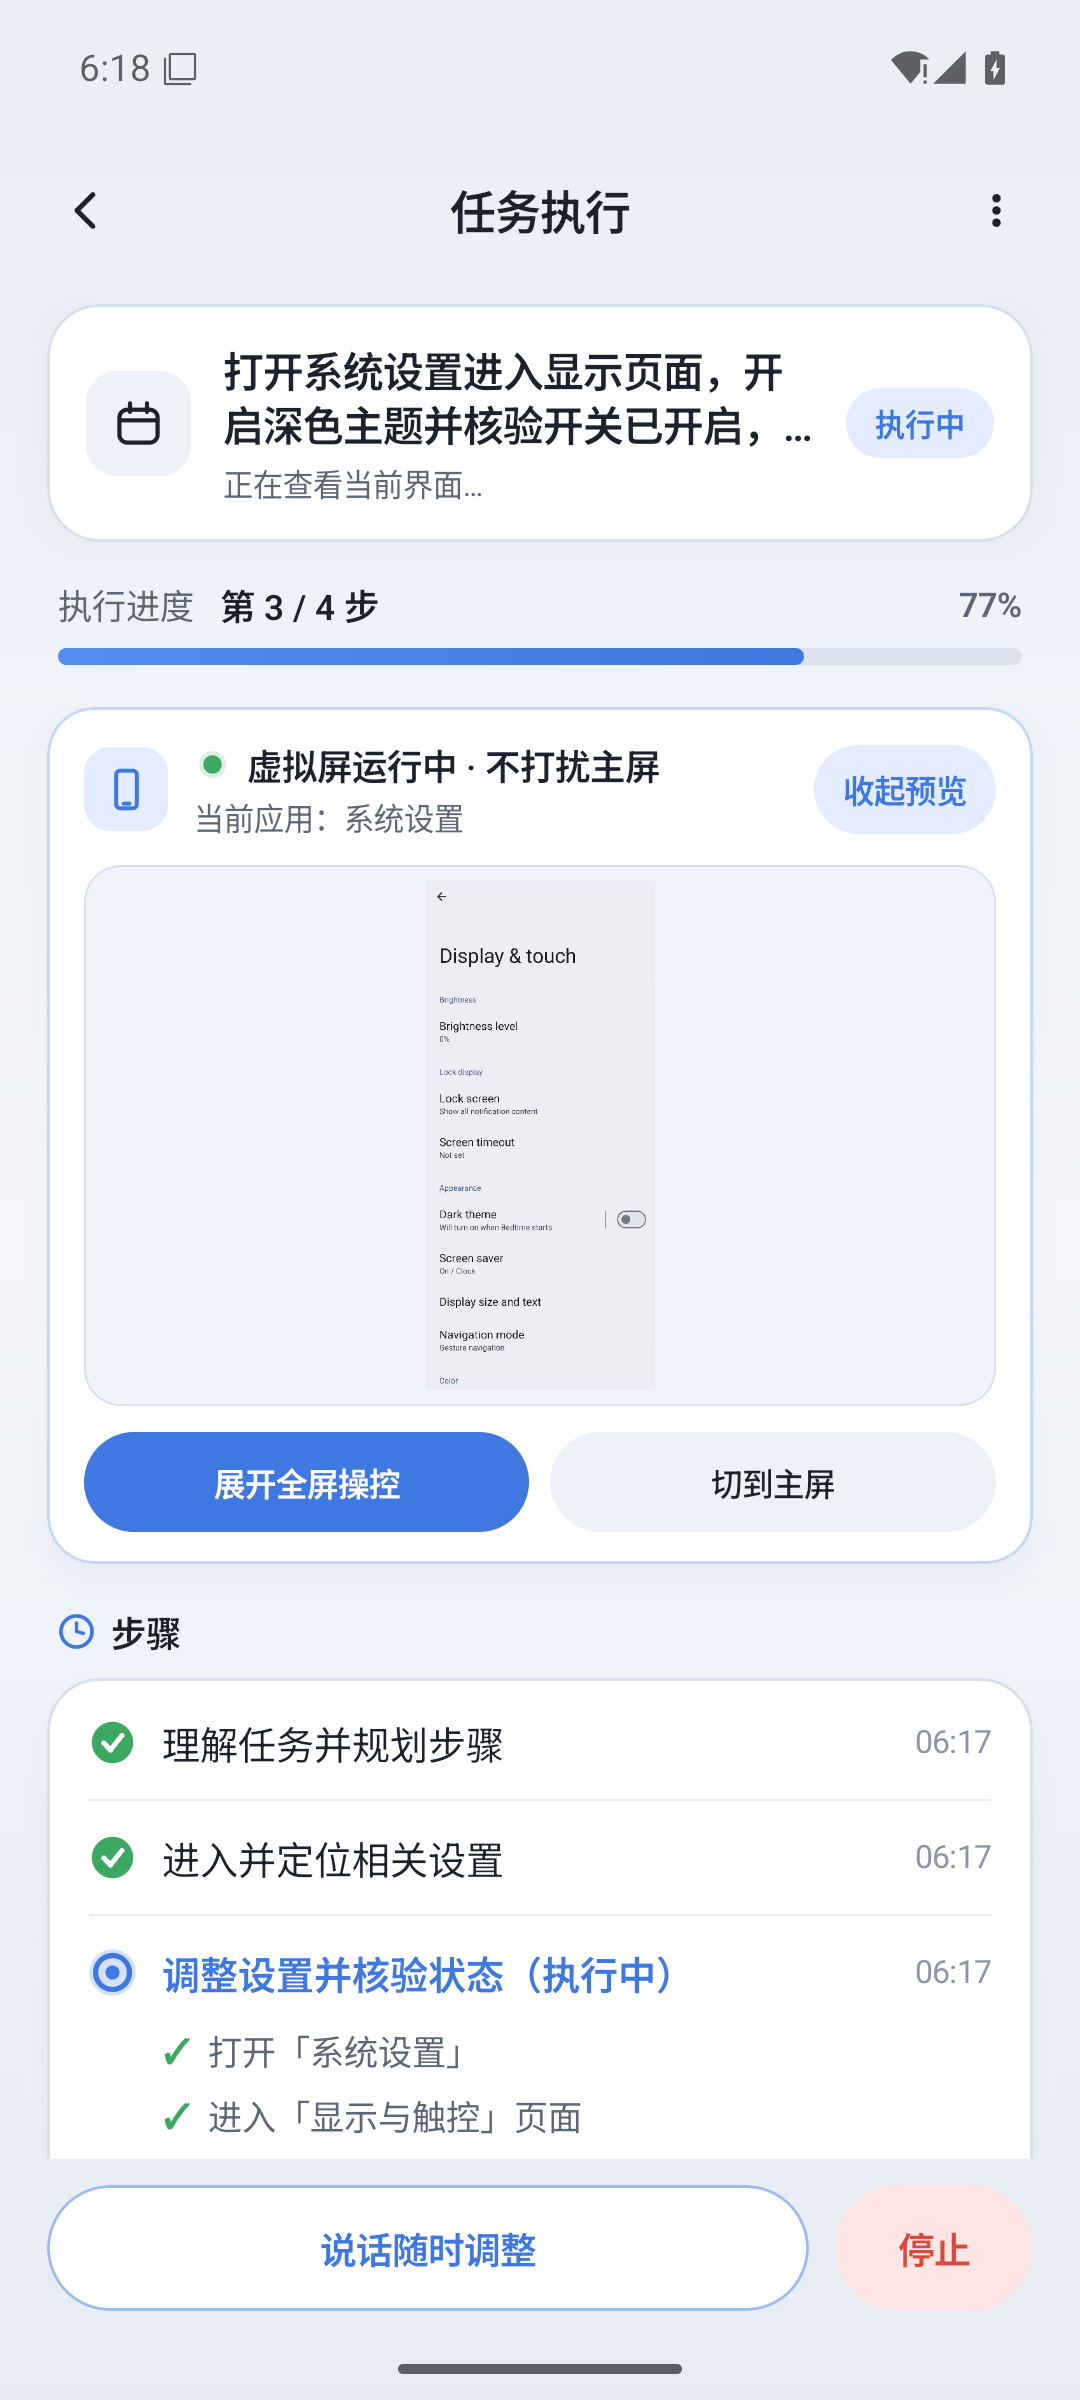 6:18
任务执行
打开系统设置进入显示页面，开
启深色主题并核验开关已开启，...
执行中
正在查看当前界面...
执行进度 第 3 / 4 步 77%
虚拟屏运行中 · 不打扰主屏
当前应用：系统设置
收起预览
Display & touch
Brightness
Brightness level
0%
Lock display
Lock screen
Show all notification content
Screen timeout
Not set
Appearance
Dark theme
Will turn on when Bedtime starts
Screen saver
On / Clock
Display size and text
Navigation mode
Gesture navigation
Color
展开全屏操控
切到主屏
步骤
理解任务并规划步骤 06:17
进入并定位相关设置 06:17
调整设置并核验状态（执行中） 06:17
✓ 打开「系统设置」
✓ 进入「显示与触控」页面
说话随时调整
停止